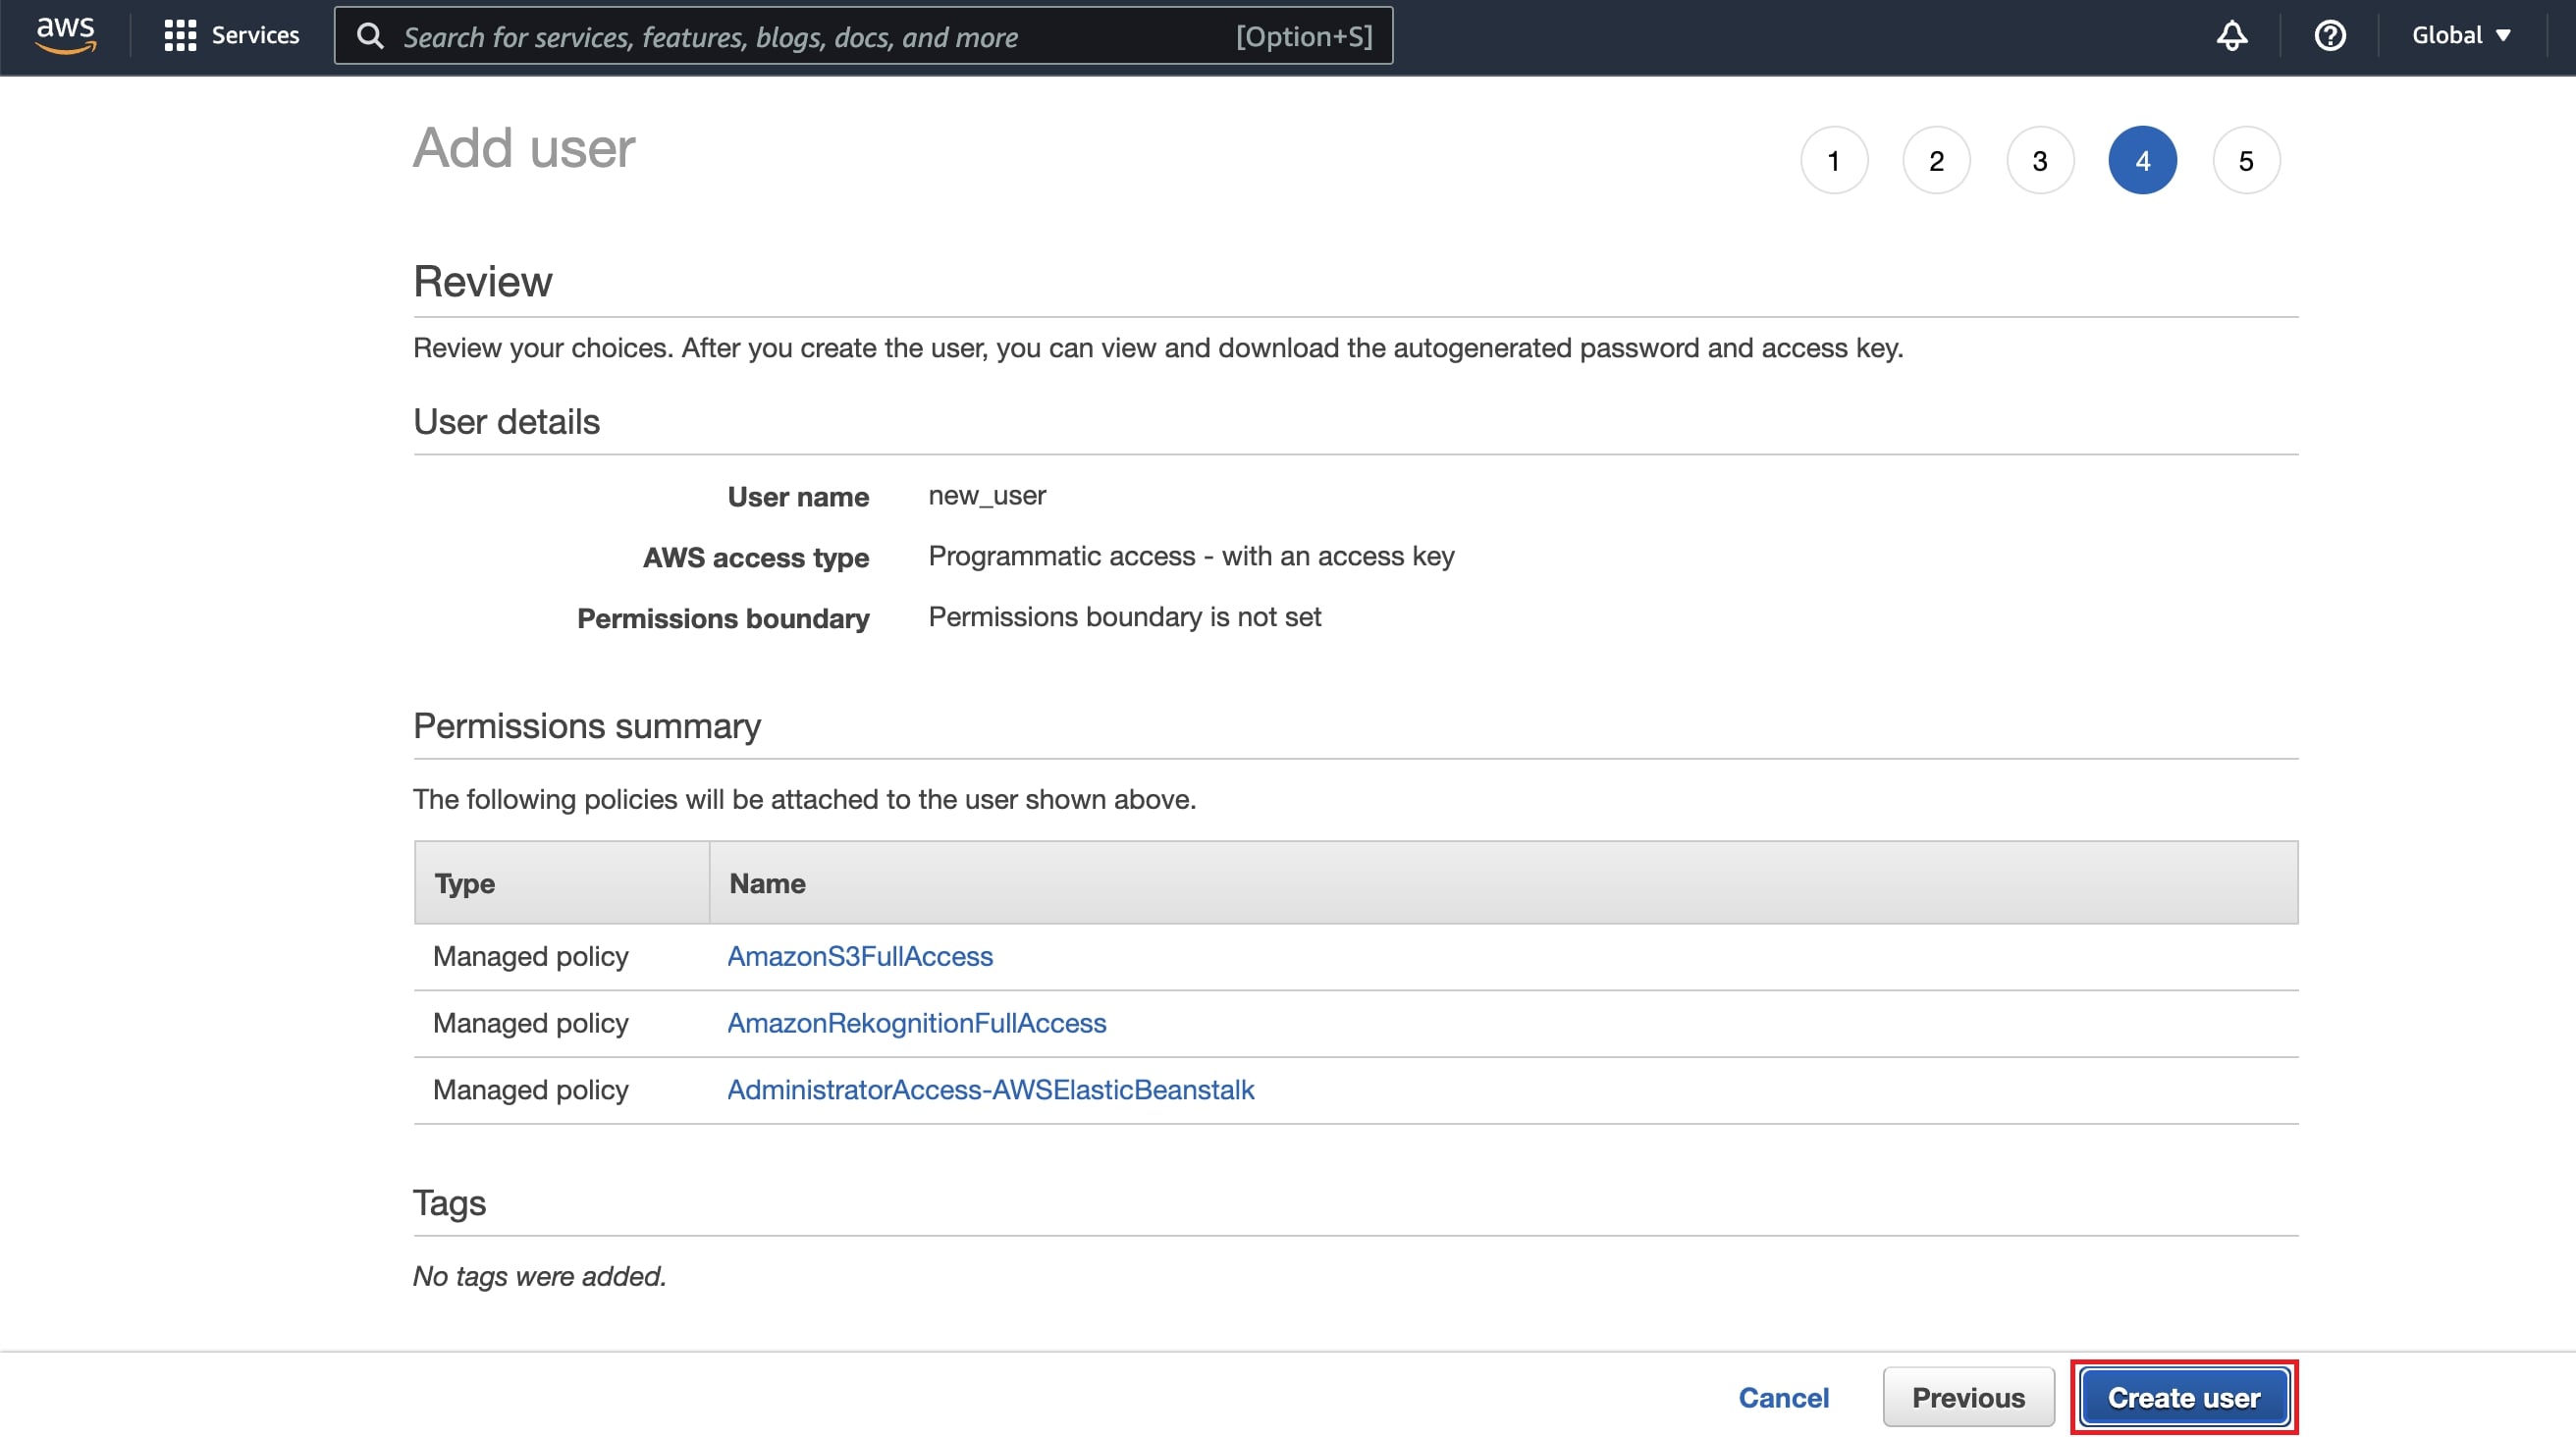 aws Services Search for services, features, blogs, docs, and more [Option+S] Global
Add user 1 2 3 4 5
Review
Review your choices. After you create the user, you can view and download the autogenerated password and access key.
User details
User name new_user
AWS access type Programmatic access - with an access key
Permissions boundary Permissions boundary is not set
Permissions summary
The following policies will be attached to the user shown above.
Type Name
Managed policy AmazonS3FullAccess
Managed policy AmazonRekognitionFullAccess
Managed policy AdministratorAccess-AWSElasticBeanstalk
Tags
No tags were added.
Cancel Previous Create user